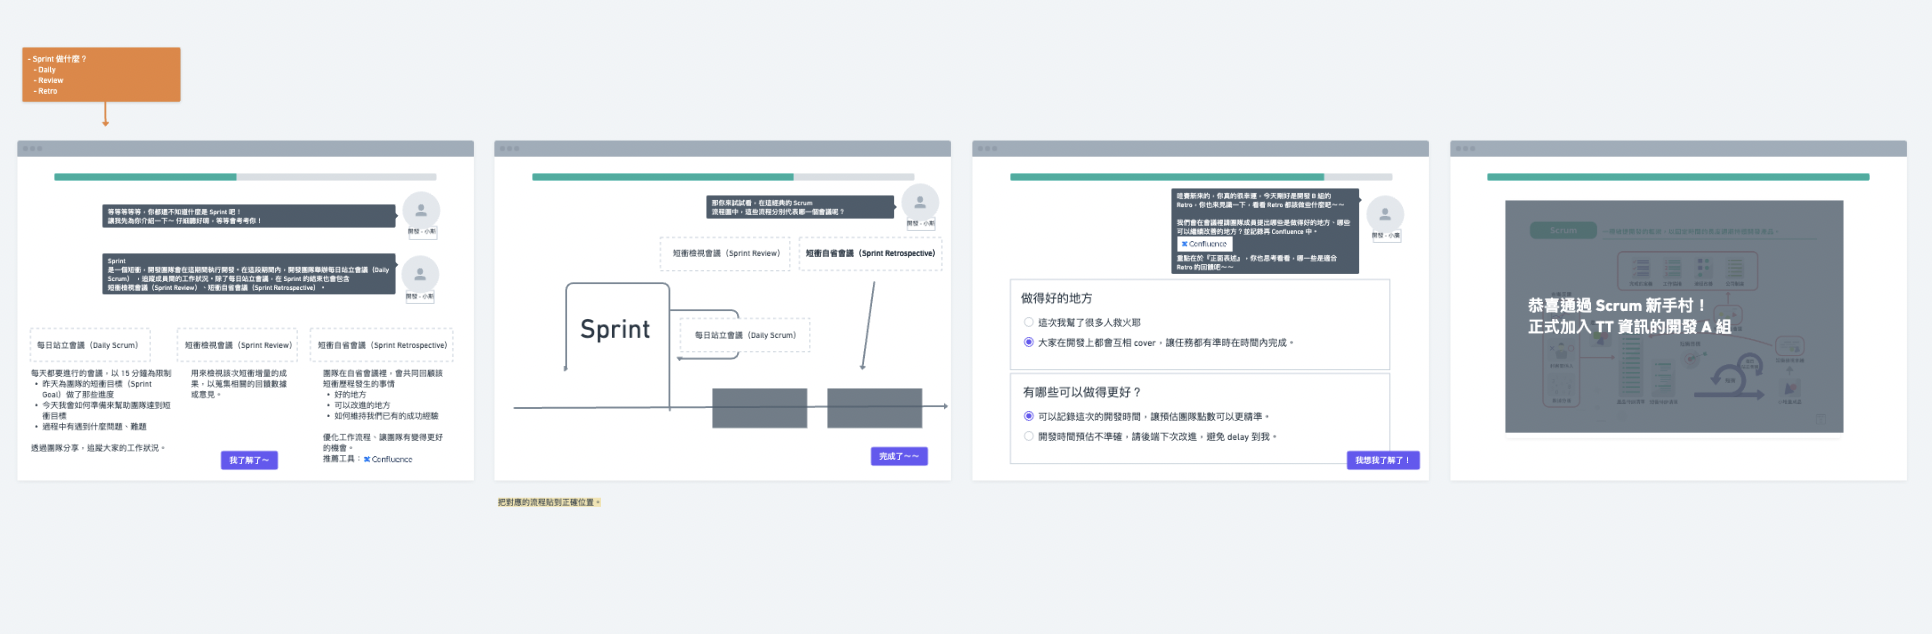 - Sprint 做什麼？
- Daily
- Review
- Retro
等等等等等，你都還不知道什麼是 Sprint 吧！
讓我先為你介紹一下～ 仔細聽好唷，等等會考考你！
開發 - 小剛
Sprint
是一個短衝，開發團隊會在這期間執行開發。在這段期間內，開發團隊舉辦每日站立會議（Daily
Scrum），追蹤成員間的工作狀況。除了每日站立會議，在 Sprint 的結束也會包含
短衝檢視會議（Sprint Review）、短衝自省會議（Sprint Retrospective）。
開發 - 小剛
每日站立會議（Daily Scrum）
每天都要進行的會議，以 15 分鐘為限制
• 昨天為團隊的短衝目標（Sprint
Goal）做了那些進度
• 今天我會如何準備來幫助團隊達到短
衝目標
• 過程中有遇到什麼問題、難題
透過團隊分享，追蹤大家的工作狀況。
短衝檢視會議（Sprint Review）
用來檢視該次短衝增量的成
果，以蒐集相關的回饋數據
或意見。
短衝自省會議（Sprint Retrospective）
團隊在自省會議裡，會共同回顧該
短衝歷程發生的事情
• 好的地方
• 可以改進的地方
• 如何維持我們已有的成功經驗
優化工作流程、讓團隊有變得更好
的機會。
推薦工具： Confluence
我了解了～
那你來試試看，在這經典的 Scrum
流程圖中，這些流程分別代表哪一個會議呢？
開發 - 小剛
短衝檢視會議（Sprint Review）
短衝自省會議（Sprint Retrospective）
Sprint
每日站立會議（Daily Scrum）
完成了～～
把對應的流程貼到正確位置。
哇賽新來的，你真的很幸運，今天剛好是開發 B 組的
Retro，你也來見識一下，看看 Retro 都該做些什麼吧～～
我們會在會議裡請團隊成員提出哪些是做得好的地方、哪些
可以繼續改善的地方？並記錄再 Confluence 中。
Confluence
重點在於『正面表述』，你也思考看看，哪一些是適合
Retro 的回饋吧～～
做得好的地方
這次我幫了很多人救火耶
大家在開發上都會互相 cover，讓任務都有準時在時間內完成。
有哪些可以做得更好？
可以記錄這次的開發時間，讓預估團隊點數可以更精準。
開發時間預估不準確，請後端下次改進，避免 delay 到我。
我想我了解了！
Scrum
恭喜通過 Scrum 新手村！
正式加入 TT 資訊的開發 A 組